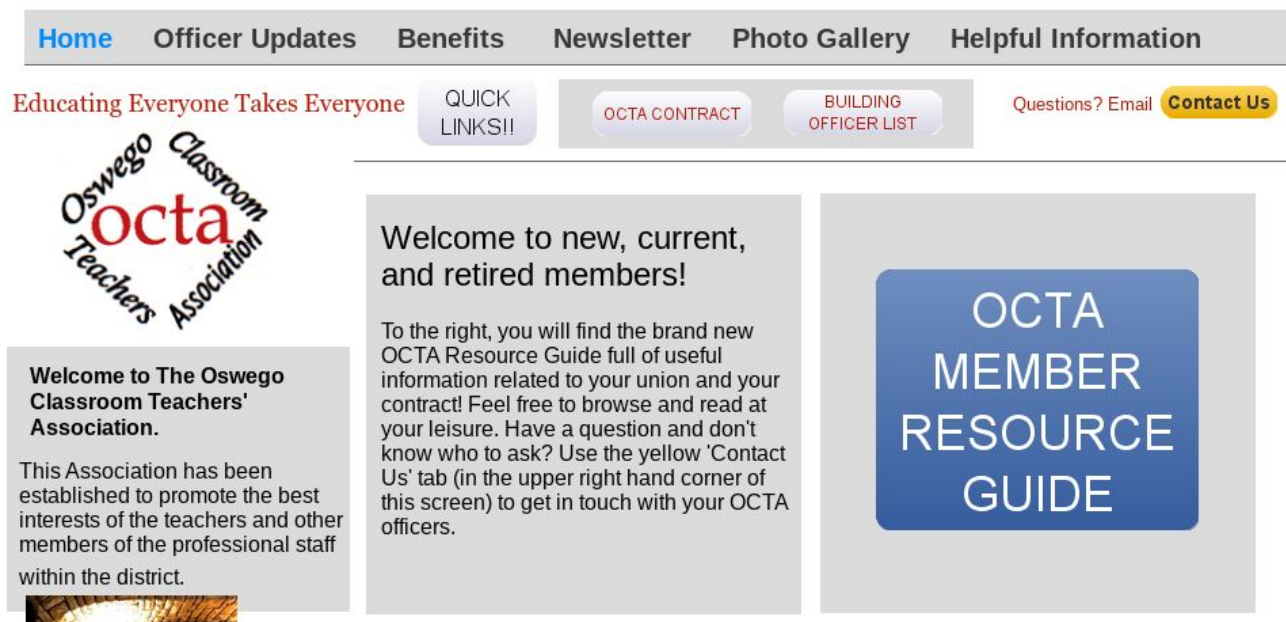 Home Officer Updates Benefits Newsletter Photo Gallery Helpful Information
Educating Everyone Takes Everyone
QUICK
LINKS!!
OCTA CONTRACT
BUILDING
OFFICER LIST
Questions? Email Contact Us
Oswego Classroom
octa
Teachers Association
Welcome to The Oswego
Classroom Teachers'
Association.
This Association has been
established to promote the best
interests of the teachers and other
members of the professional staff
within the district.
Welcome to new, current,
and retired members!
To the right, you will find the brand new
OCTA Resource Guide full of useful
information related to your union and your
contract! Feel free to browse and read at
your leisure. Have a question and don't
know who to ask? Use the yellow 'Contact
Us' tab (in the upper right hand corner of
this screen) to get in touch with your OCTA
officers.
OCTA
MEMBER
RESOURCE
GUIDE